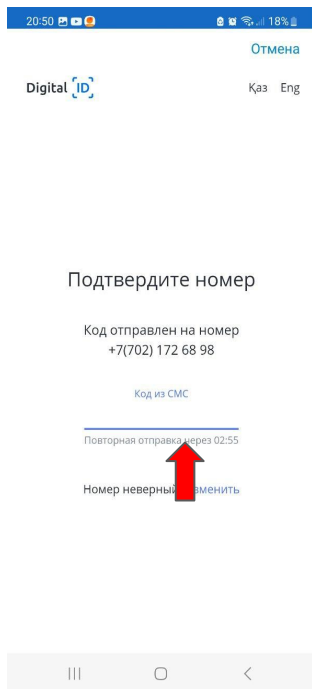 20:50 18%
Отмена
Digital ID Қаз Eng
Подтвердите номер
Код отправлен на номер
+7(702) 172 68 98
Код из СМС
Повторная отправка через 02:55
Номер неверный